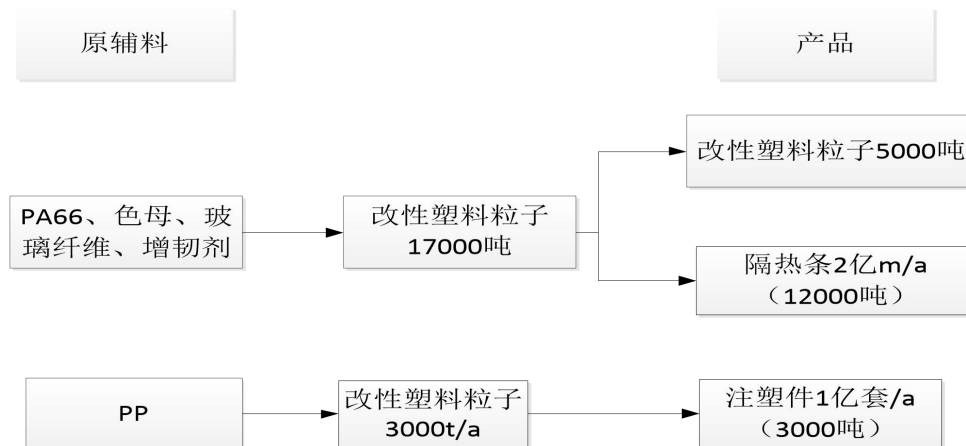 原辅料
产品
改性塑料粒子5000吨
PA66、色母、玻
璃纤维、增韧剂
改性塑料粒子
17000吨
隔热条2亿m/a
（12000吨）
PP
改性塑料粒子
3000t/a
注塑件1亿套/a
（3000吨）